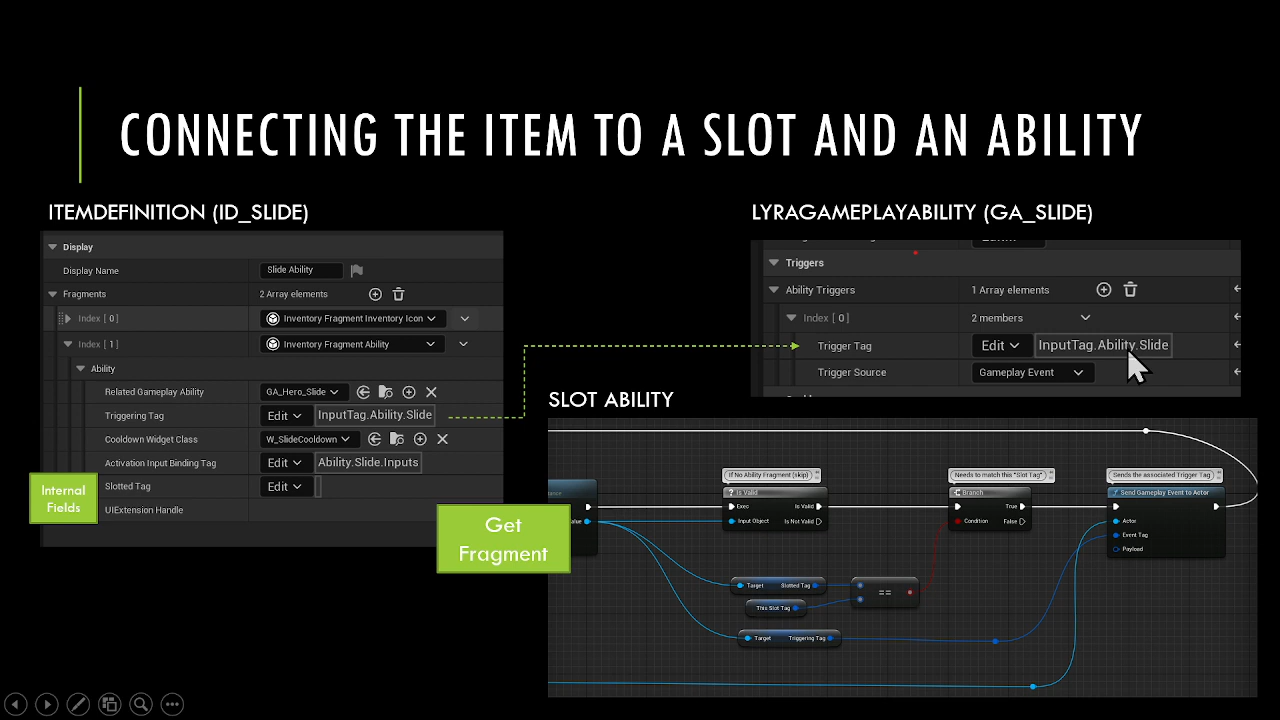 CONNECTING THE ITEM TO A SLOT AND AN ABILITY
ITEMDEFINITION (ID_SLIDE)
Display
Display Name Slide Ability
Fragments 2 Array elements
Index [ 0 ] Inventory Fragment Inventory Icon
Index [ 1 ] Inventory Fragment Ability
Ability
Related Gameplay Ability GA_Hero_Slide
Triggering Tag Edit InputTag.Ability.Slide
Cooldown Widget Class W_SlideCooldown
Activation Input Binding Tag Edit Ability.Slide.Inputs
Slotted Tag Edit
UIExtension Handle
Internal
Fields
Get
Fragment
LYRAGAMEPLAYABILITY (GA_SLIDE)
Triggers
Ability Triggers 1 Array elements
Index [ 0 ] 2 members
Trigger Tag Edit InputTag.Ability.Slide
Trigger Source Gameplay Event
SLOT ABILITY
If No Ability Fragment (skip)
Is Valid
Exec Is Valid
Input Object Is Not Valid
Needs to match this "Slot Tag"
Branch
True
Condition False
Sends the associated Trigger Tag
Send Gameplay Event to Actor
Actor
Event Tag
Payload
Target Slotted Tag
This Slot Tag
==
Target Triggering Tag